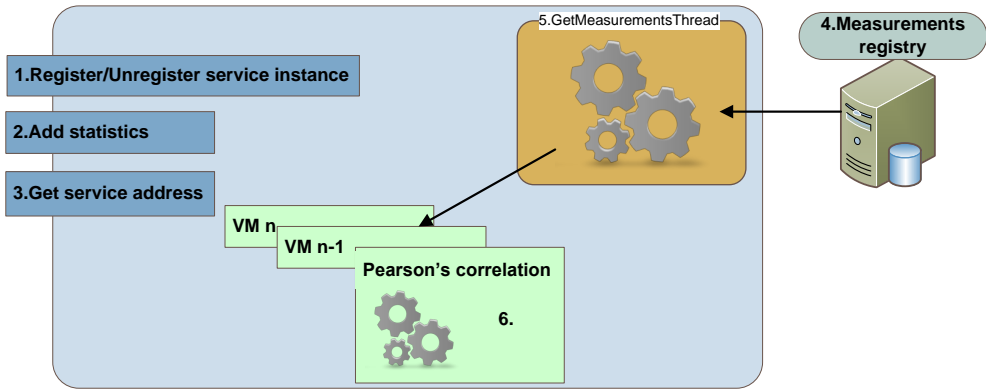 5.GetMeasurementsThread
4.Measurements
registry
1.Register/Unregister service instance
2.Add statistics
3.Get service address
VM n
VM n-1
Pearson's correlation
6.